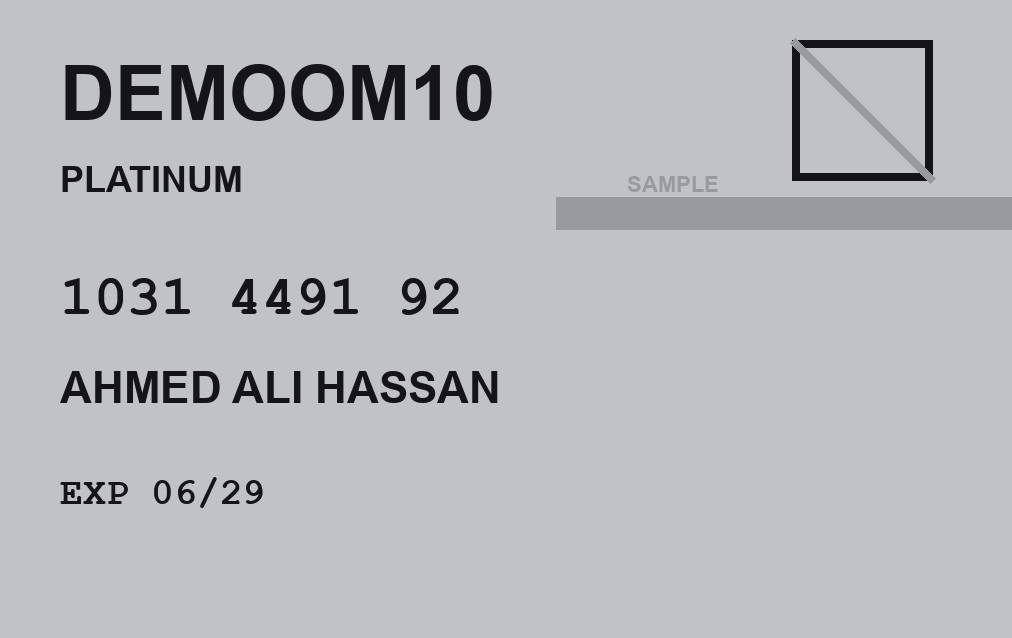 DEMOOM10
PLATINUM
SAMPLE
1031 4491 92
AHMED ALI HASSAN
EXP 06/29